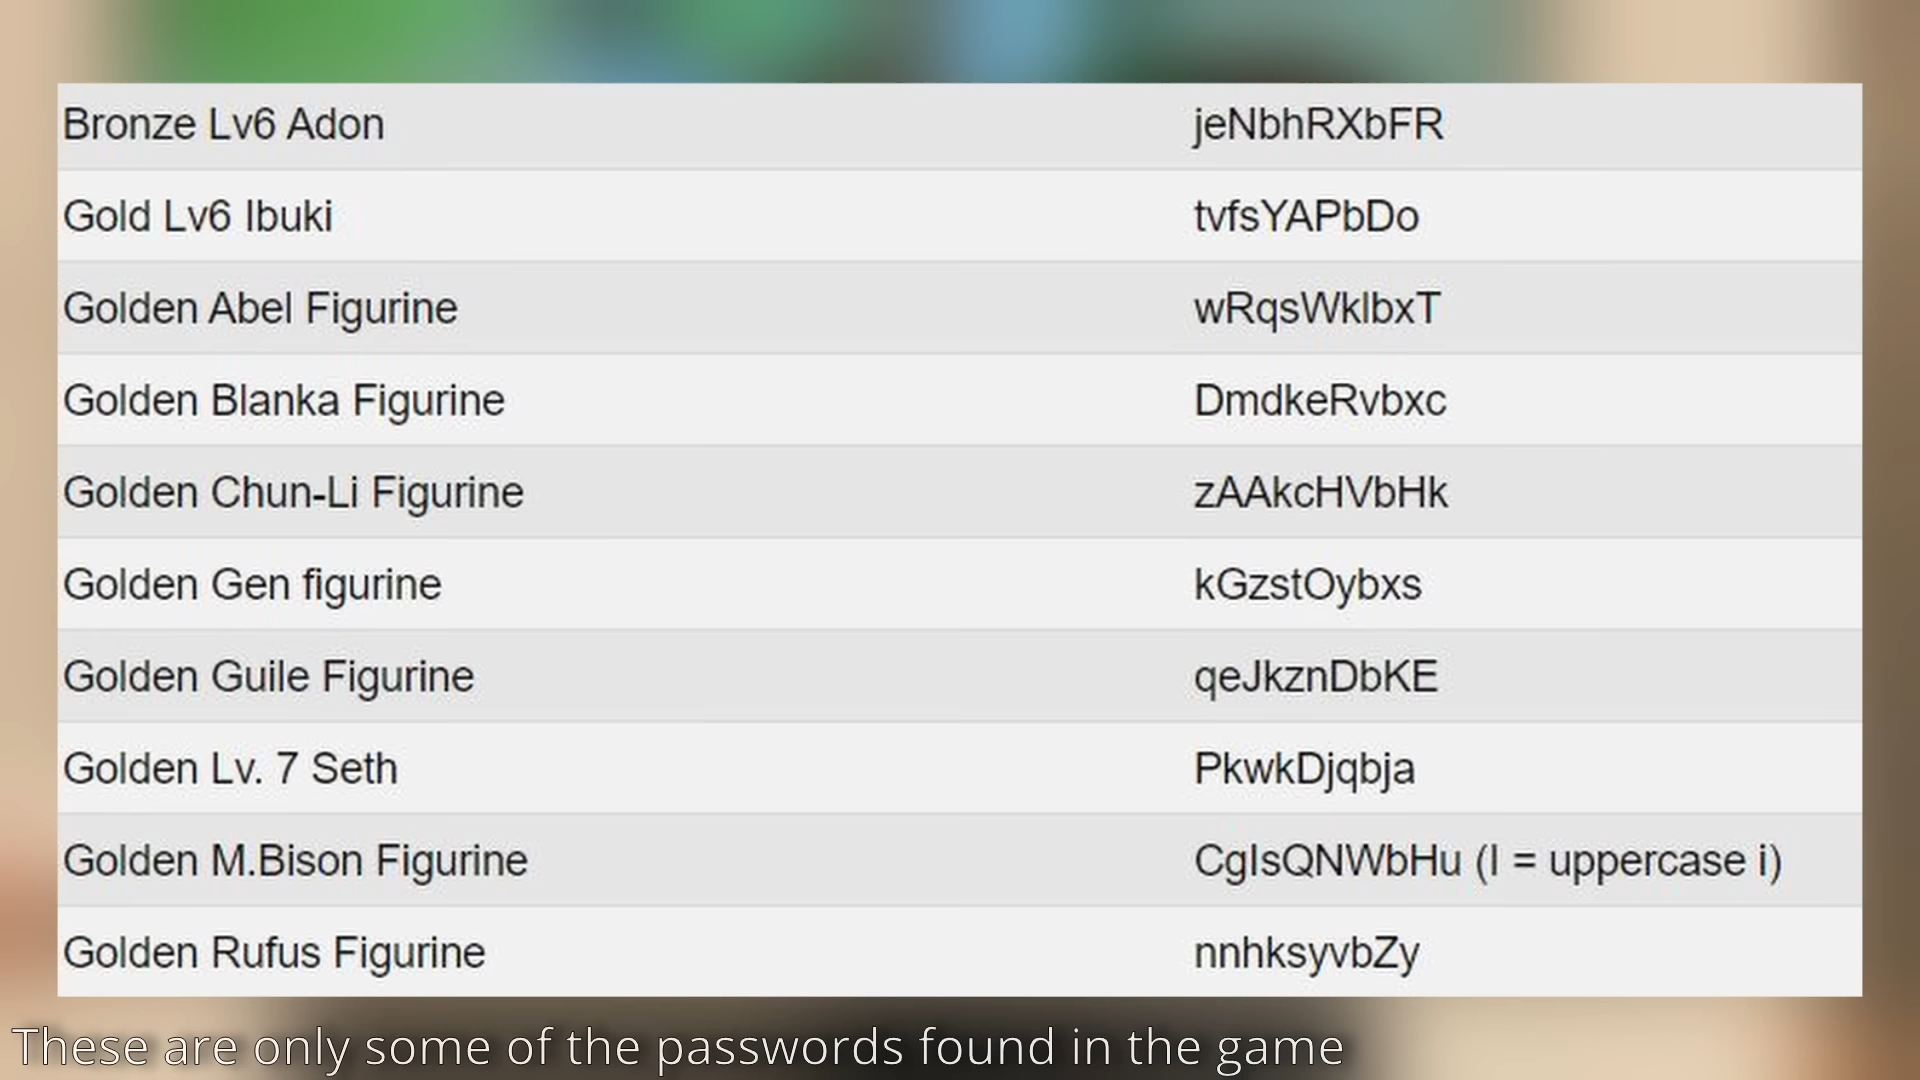 Bronze Lv6 Adon jeNbhRXbFR
Gold Lv6 Ibuki tvfsYAPbDo
Golden Abel Figurine wRqsWklbxT
Golden Blanka Figurine DmdkeRvbxc
Golden Chun-Li Figurine zAAkcHVbHk
Golden Gen figurine kGzstOybxs
Golden Guile Figurine qeJkznDbKE
Golden Lv. 7 Seth PkwkDjqbja
Golden M.Bison Figurine CgIsQNWbHu (I = uppercase i)
Golden Rufus Figurine nnhksyvbZy
These are only some of the passwords found in the game